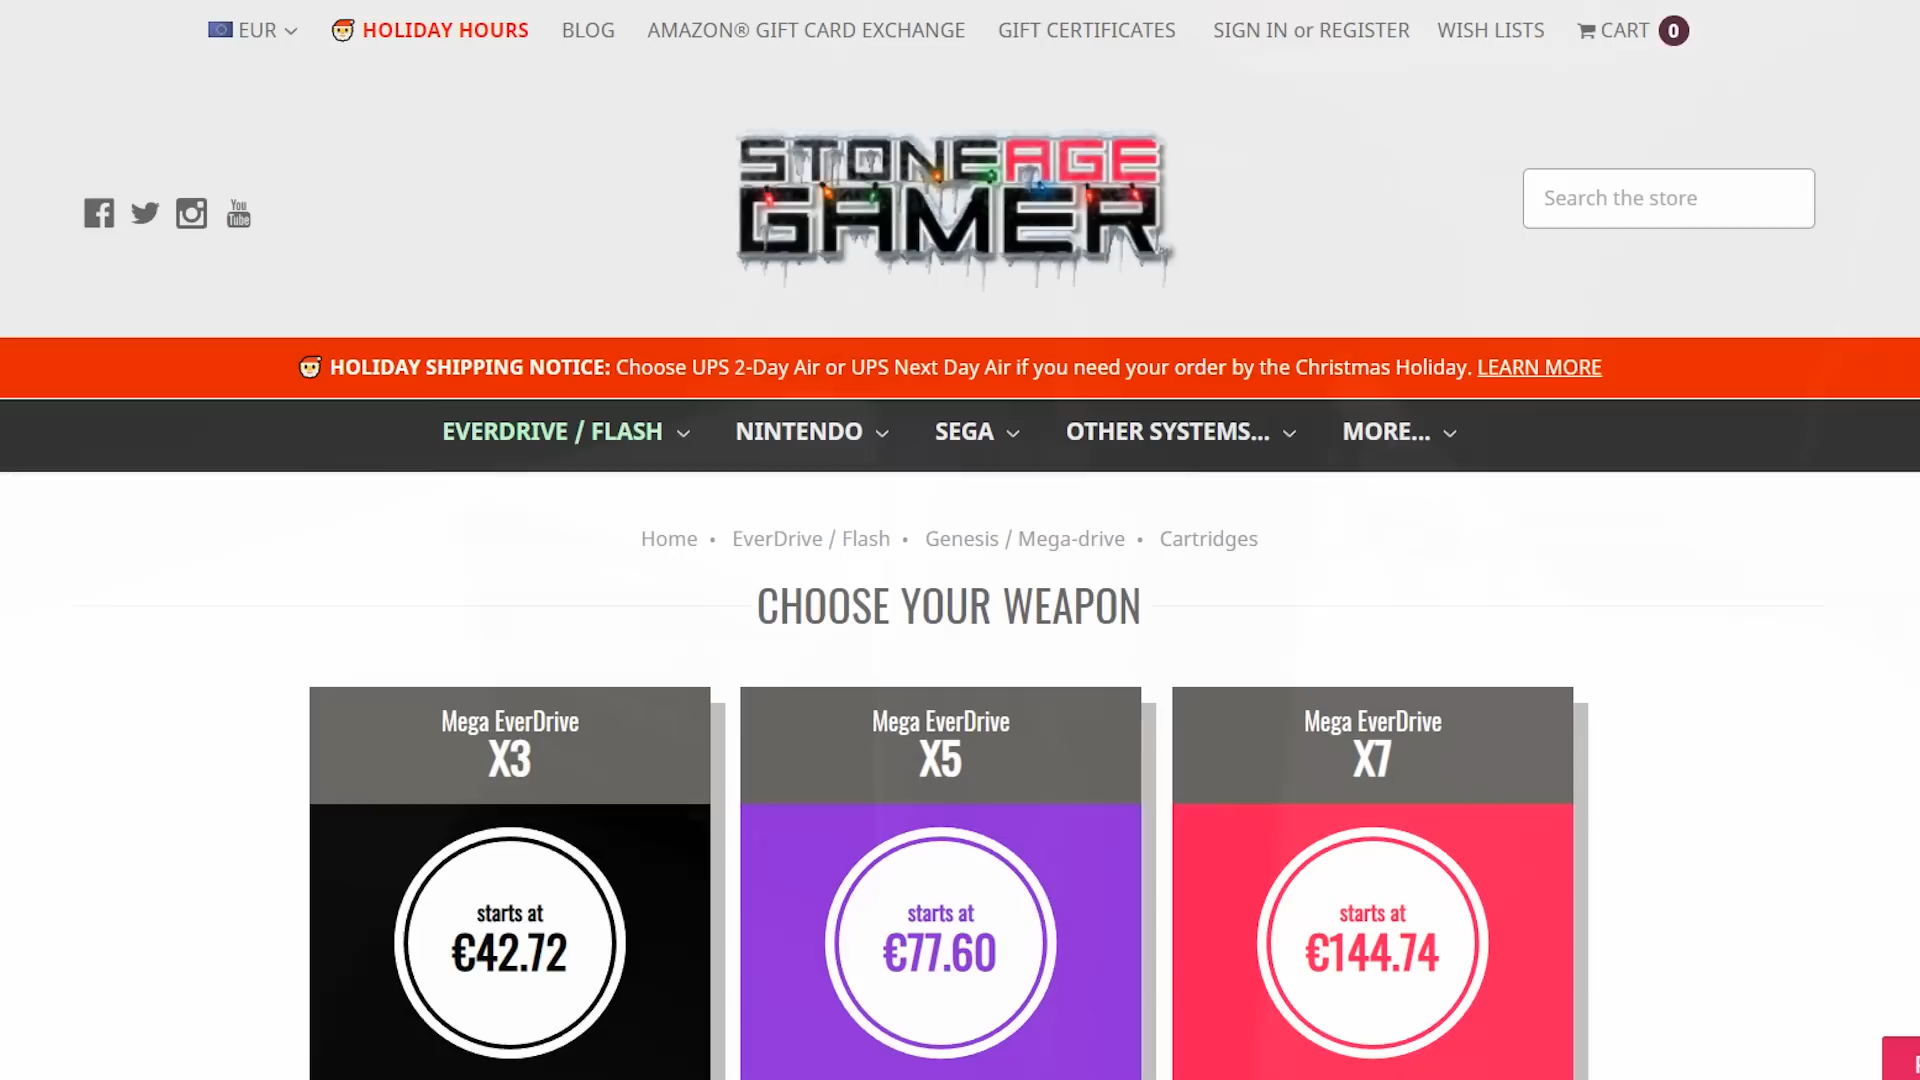 EUR
HOLIDAY HOURS
BLOG
AMAZON® GIFT CARD EXCHANGE
GIFT CERTIFICATES
SIGN IN or REGISTER
WISH LISTS
CART 0
STONEAGE
GAMER
You
Tube
Search the store
HOLIDAY SHIPPING NOTICE: Choose UPS 2-Day Air or UPS Next Day Air if you need your order by the Christmas Holiday. LEARN MORE
EVERDRIVE / FLASH
NINTENDO
SEGA
OTHER SYSTEMS...
MORE...
Home • EverDrive / Flash • Genesis / Mega-drive • Cartridges
CHOOSE YOUR WEAPON
Mega EverDrive
X3
starts at
€42.72
Mega EverDrive
X5
starts at
€77.60
Mega EverDrive
X7
starts at
€144.74